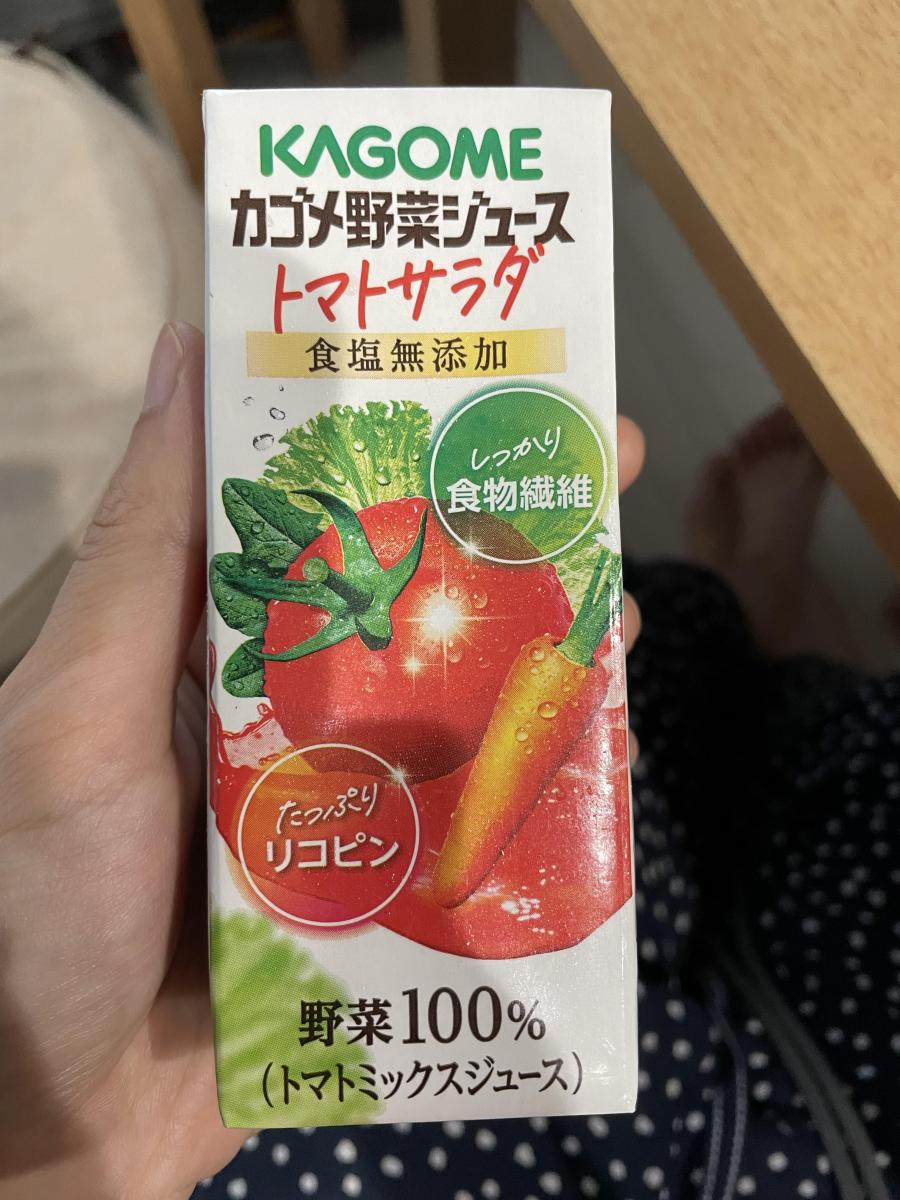 KAGOME
カゴメ野菜ジュース
トマトサラダ
食塩無添加
しっかり
食物繊維
たっぷり
リコピン
野菜100%
(トマトミックスジュース)